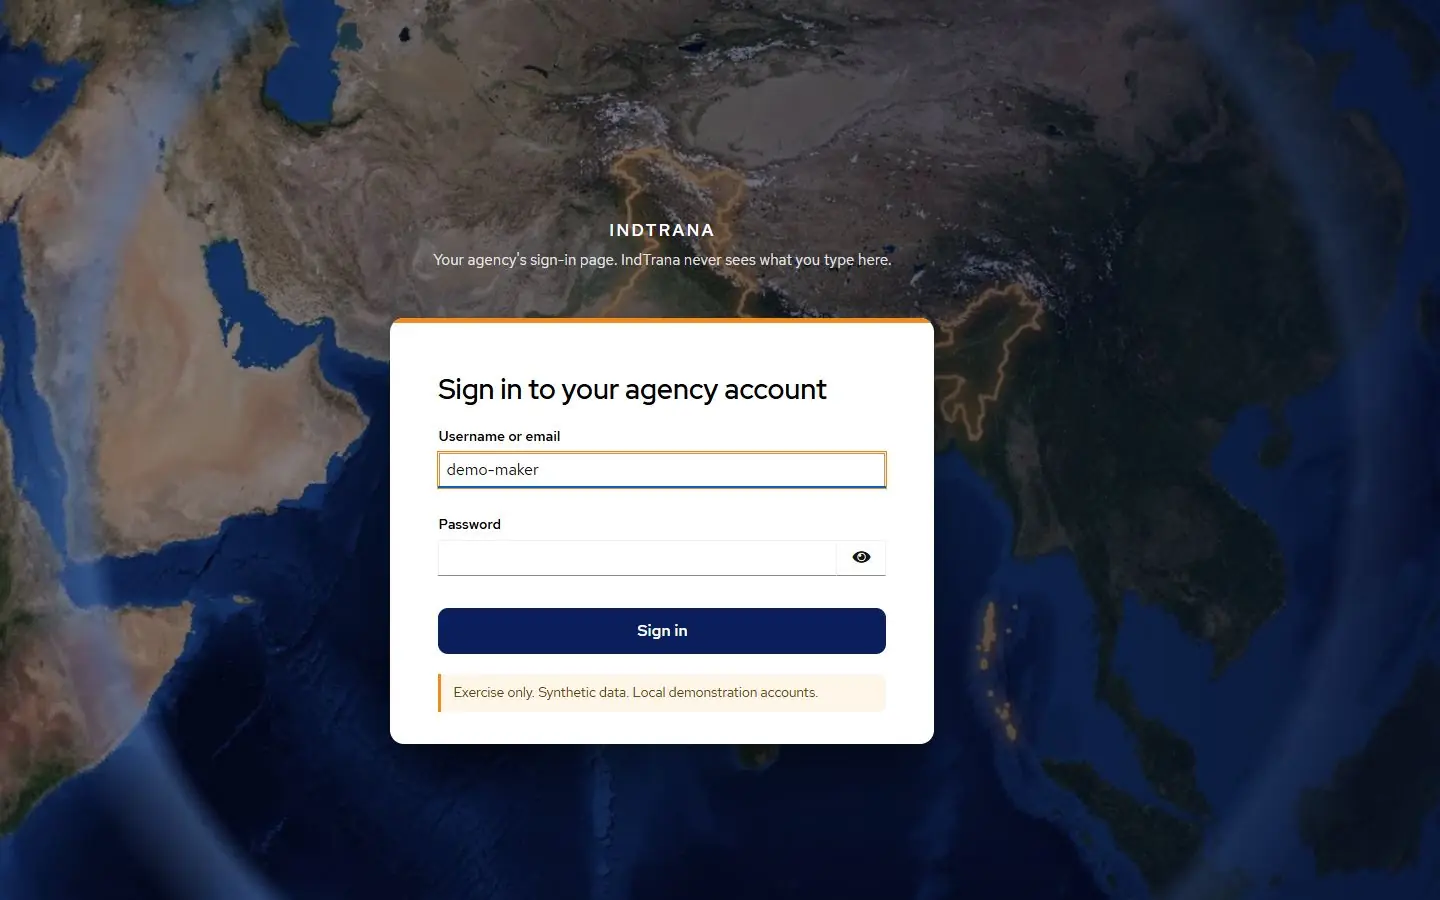 INDTRANA
Your agency's sign-in page. IndTrana never sees what you type here.
Sign in to your agency account
Username or email
demo-maker
Password
Sign in
Exercise only. Synthetic data. Local demonstration accounts.